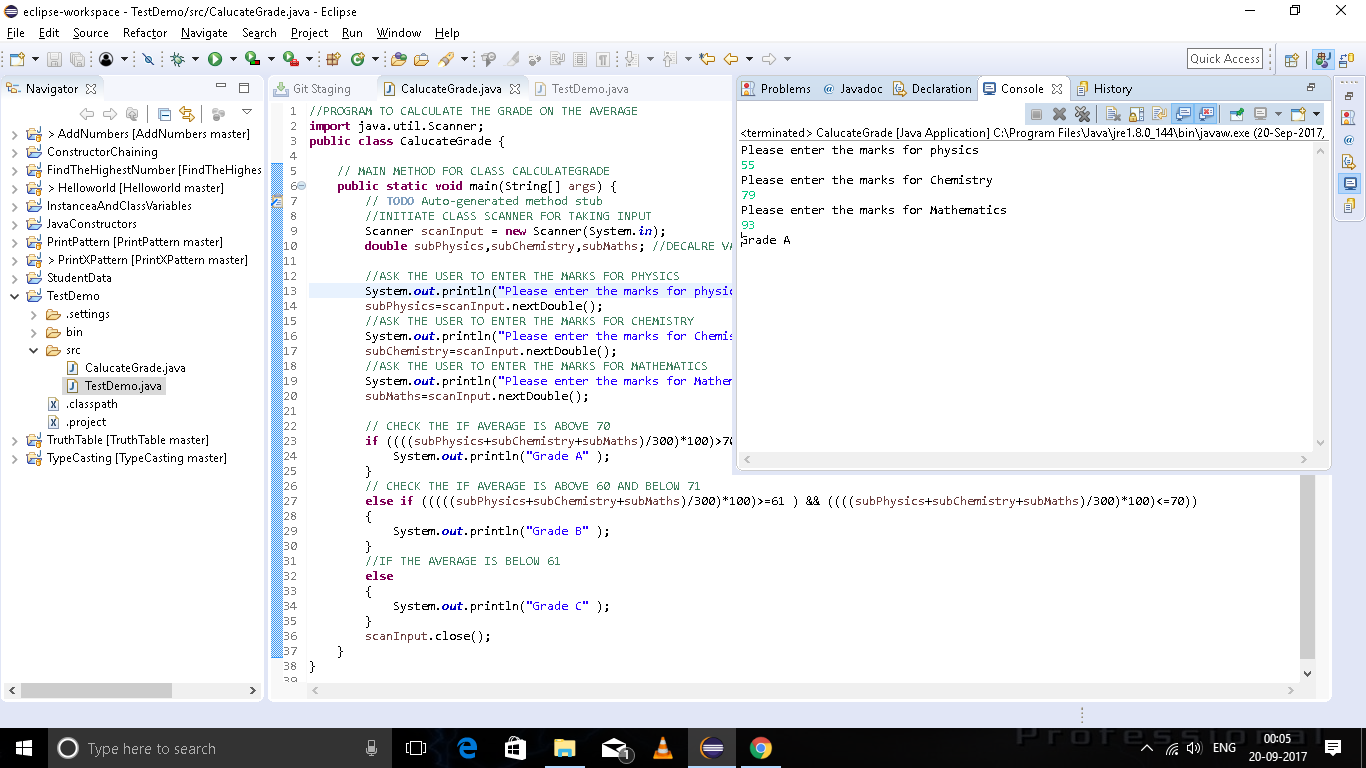 eclipse-workspace - TestDemo/src/CalucateGrade.java - Eclipse
File Edit Source Refactor Navigate Search Project Run Window Help
Quick Access
Navigator
> AddNumbers [AddNumbers master]
ConstructorChaining
FindTheHighestNumber [FindTheHighes
> Helloworld [Helloworld master]
InstanceaAndClassVariables
JavaConstructors
PrintPattern [PrintPattern master]
> PrintXPattern [PrintXPattern master]
StudentData
TestDemo
.settings
bin
src
CalucateGrade.java
TestDemo.java
.classpath
.project
TruthTable [TruthTable master]
TypeCasting [TypeCasting master]
Git Staging CalucateGrade.java TestDemo.java
1 //PROGRAM TO CALCULATE THE GRADE ON THE AVERAGE
2 import java.util.Scanner;
3 public class CalucateGrade {
4
5 // MAIN METHOD FOR CLASS CALCULATEGRADE
6 public static void main(String[] args) {
7 // TODO Auto-generated method stub
8 //INITIATE CLASS SCANNER FOR TAKING INPUT
9 Scanner scanInput = new Scanner(System.in);
10 double subPhysics,subChemistry,subMaths; //DECALRE VA
11
12 //ASK THE USER TO ENTER THE MARKS FOR PHYSICS
13 System.out.println("Please enter the marks for physic
14 subPhysics=scanInput.nextDouble();
15 //ASK THE USER TO ENTER THE MARKS FOR CHEMISTRY
16 System.out.println("Please enter the marks for Chemis
17 subChemistry=scanInput.nextDouble();
18 //ASK THE USER TO ENTER THE MARKS FOR MATHEMATICS
19 System.out.println("Please enter the marks for Mathem
20 subMaths=scanInput.nextDouble();
21
22 // CHECK THE IF AVERAGE IS ABOVE 70
23 if ((((subPhysics+subChemistry+subMaths)/300)*100)>70
24 System.out.println("Grade A" );
25 }
26 // CHECK THE IF AVERAGE IS ABOVE 60 AND BELOW 71
27 else if (((((subPhysics+subChemistry+subMaths)/300)*100)>=61 ) && ((((subPhysics+subChemistry+subMaths)/300)*100)<=70))
28 {
29 System.out.println("Grade B" );
30 }
31 //IF THE AVERAGE IS BELOW 61
32 else
33 {
34 System.out.println("Grade C" );
35 }
36 scanInput.close();
37 }
38 }
39
Problems @ Javadoc Declaration Console History
<terminated> CalucateGrade [Java Application] C:\Program Files\Java\jre1.8.0_144\bin\javaw.exe (20-Sep-2017,
Please enter the marks for physics
55
Please enter the marks for Chemistry
79
Please enter the marks for Mathematics
93
Grade A
Professional
Type here to search
1
ENG
00:05
20-09-2017